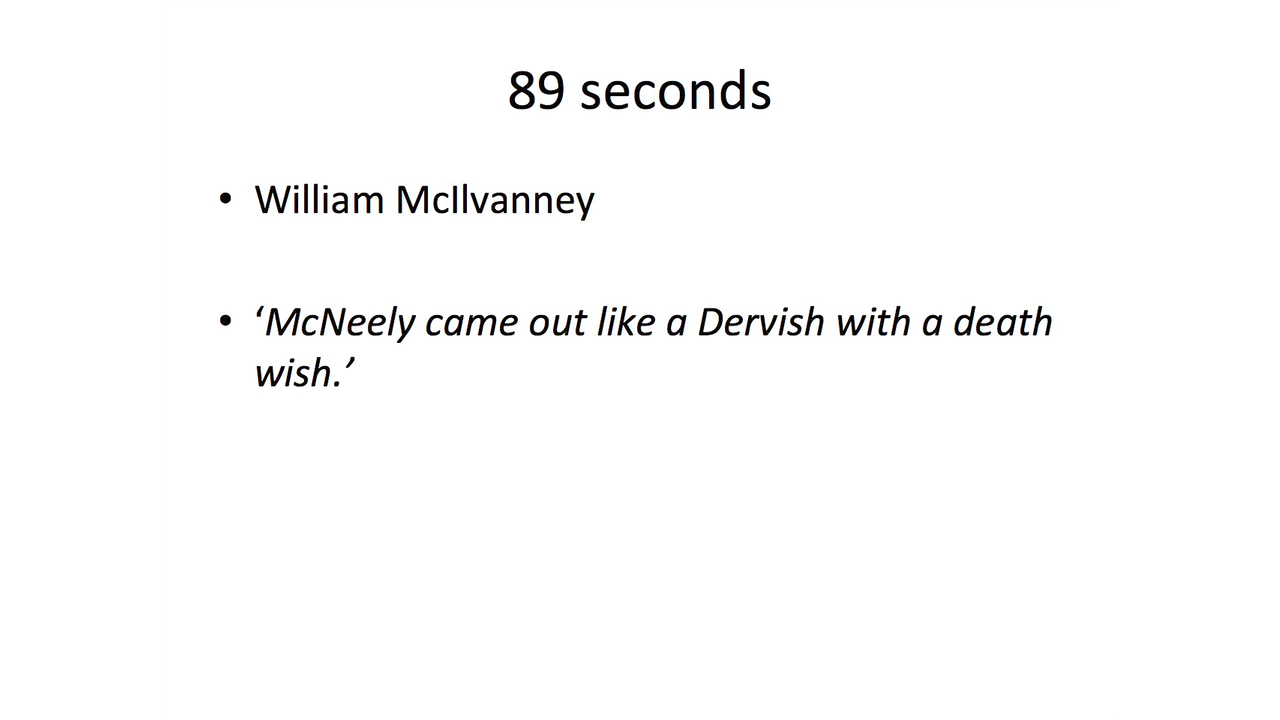 89 seconds
• William McIlvanney
• ‘McNeely came out like a Dervish with a death
wish.’